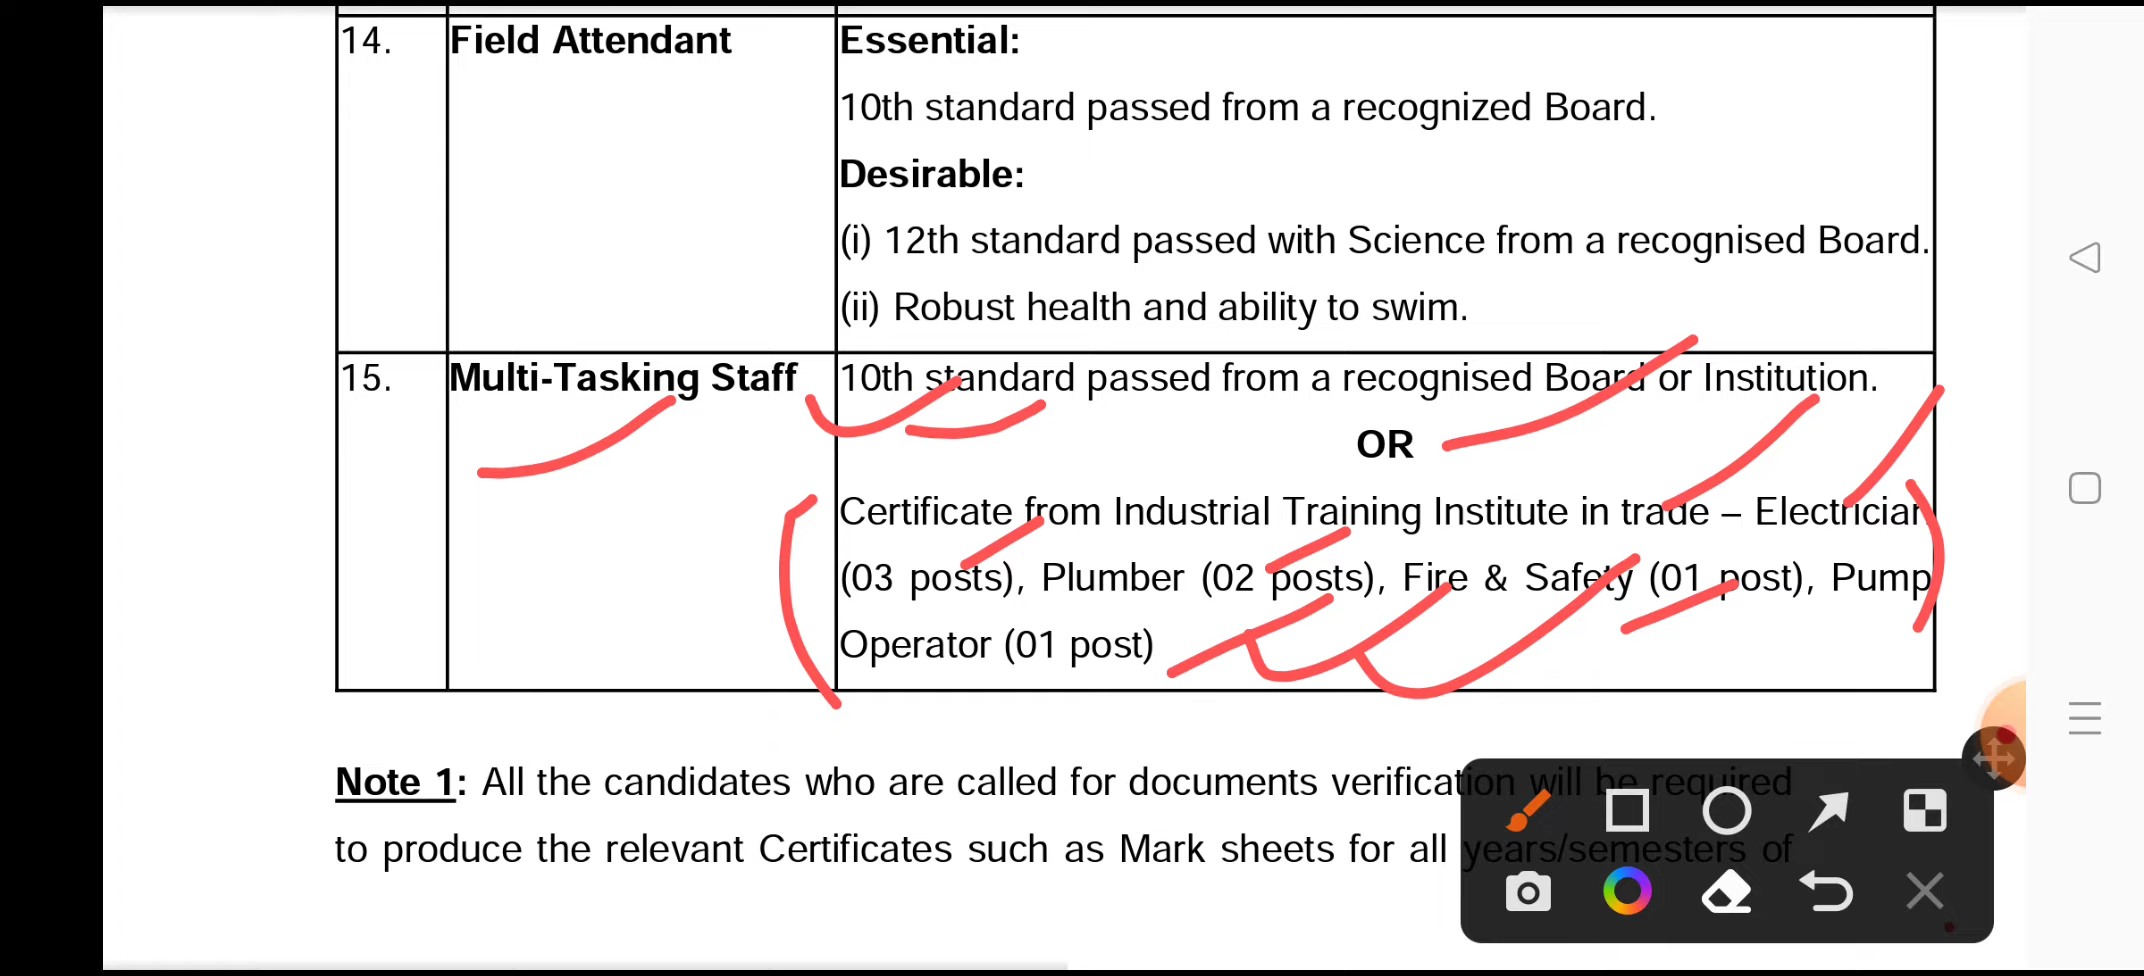 14. Field Attendant Essential:
10th standard passed from a recognized Board.
Desirable:
(i) 12th standard passed with Science from a recognised Board.
(ii) Robust health and ability to swim.
15. Multi-Tasking Staff 10th standard passed from a recognised Board or Institution.
OR
Certificate from Industrial Training Institute in trade – Electrician
(03 posts), Plumber (02 posts), Fire & Safety (01 post), Pump
Operator (01 post)
Note 1: All the candidates who are called for documents verification will be required
to produce the relevant Certificates such as Mark sheets for all years/semesters of